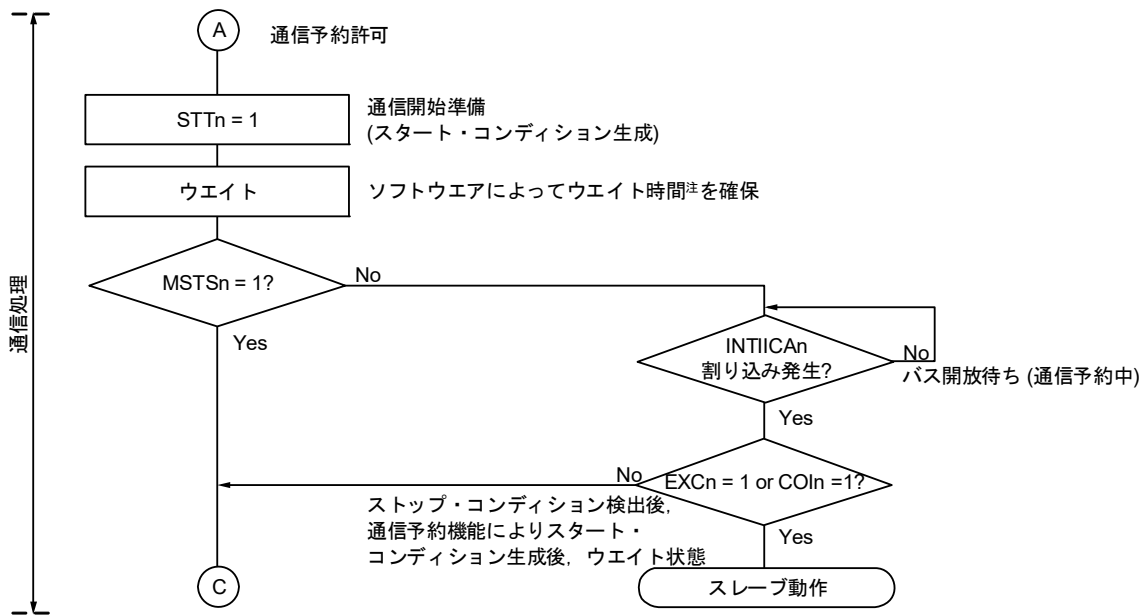 A
通信予約許可
STTn = 1
通信開始準備
(スタート・コンディション生成)
ウエイト
ソフトウエアによってウエイト時間注を確保
MSTSn = 1?
No
Yes
通信処理
INTIICAn
割り込み発生?
No
バス開放待ち (通信予約中)
Yes
EXCn = 1 or COIn =1?
No
ストップ・コンディション検出後,
通信予約機能によりスタート・
コンディション生成後, ウエイト状態
Yes
C
スレーブ動作